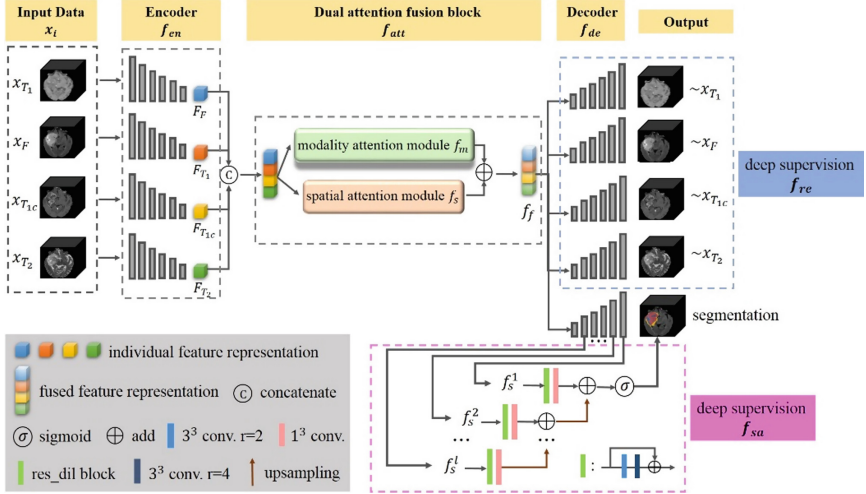 Input Data
x_i
Encoder
f_en
Dual attention fusion block
f_att
Decoder
f_de
Output
x_T1
x_F
x_T1c
x_T2
F_F
F_T1
F_T1c
F_T2
C
modality attention module f_m
spatial attention module f_s
f_f
~x_T1
~x_F
~x_T1c
~x_T2
deep supervision
f_re
segmentation
individual feature representation
fused feature representation
C concatenate
σ sigmoid
add
3³ conv. r=2
1³ conv.
res_dil block
3³ conv. r=4
upsampling
...
f_s^1
σ
f_s^2
... ...
f_s^l
:
deep supervision
f_sa